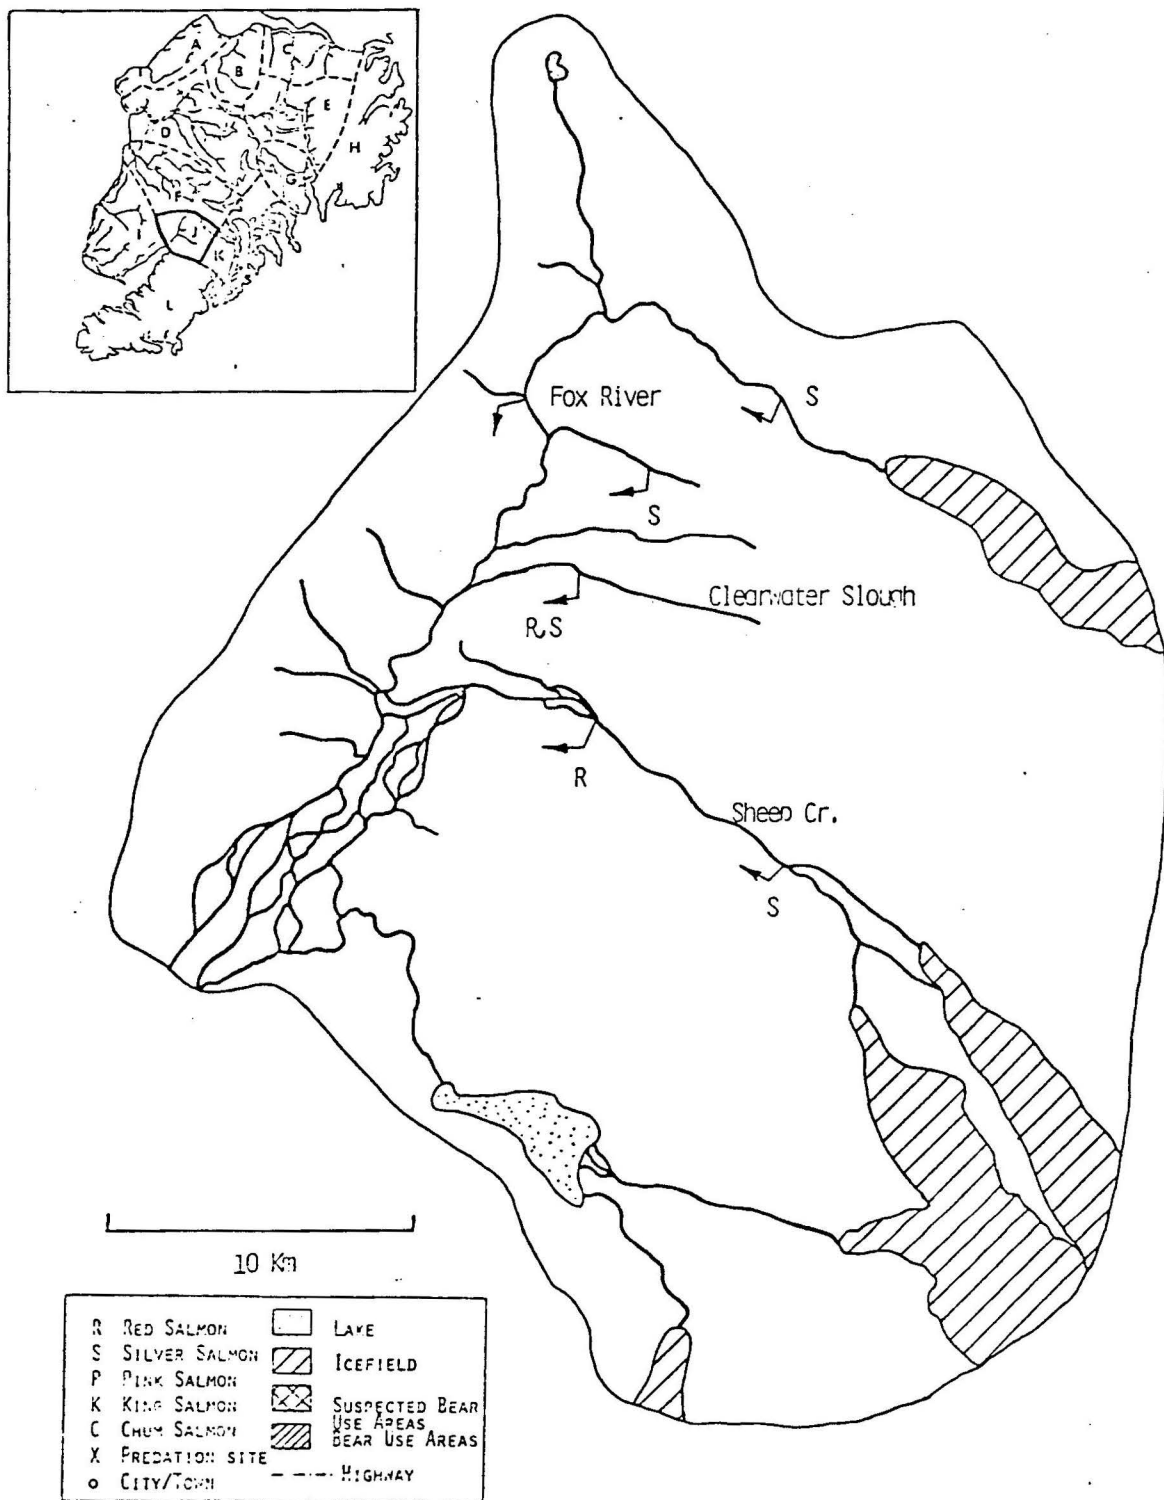 A
B
C
D
E
F
G
H
I
J
K
L
Fox River
S
S
Clearwater Slough
R,S
R
Sheep Cr.
S
10 Km
R RED SALMON
S SILVER SALMON
P PINK SALMON
K KING SALMON
C CHUM SALMON
X PREDATION SITE
o CITY/TOWN
LAKE
ICEFIELD
SUSPECTED BEAR
USE AREAS
BEAR USE AREAS
HIGHWAY